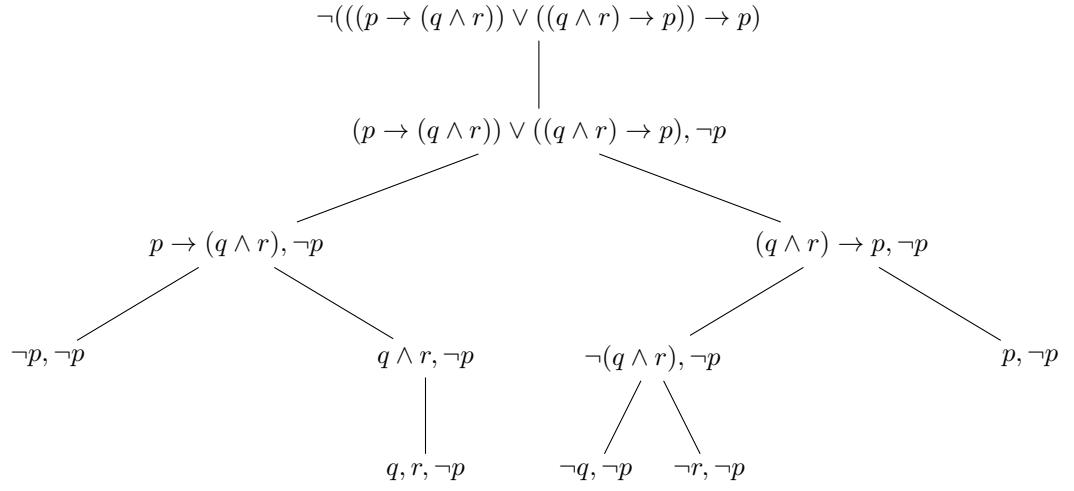 ¬(((p → (q ∧ r)) ∨ ((q ∧ r) → p)) → p)
(p → (q ∧ r)) ∨ ((q ∧ r) → p), ¬p
p → (q ∧ r), ¬p
(q ∧ r) → p, ¬p
¬p, ¬p
q ∧ r, ¬p
¬(q ∧ r), ¬p
p, ¬p
q, r, ¬p
¬q, ¬p
¬r, ¬p